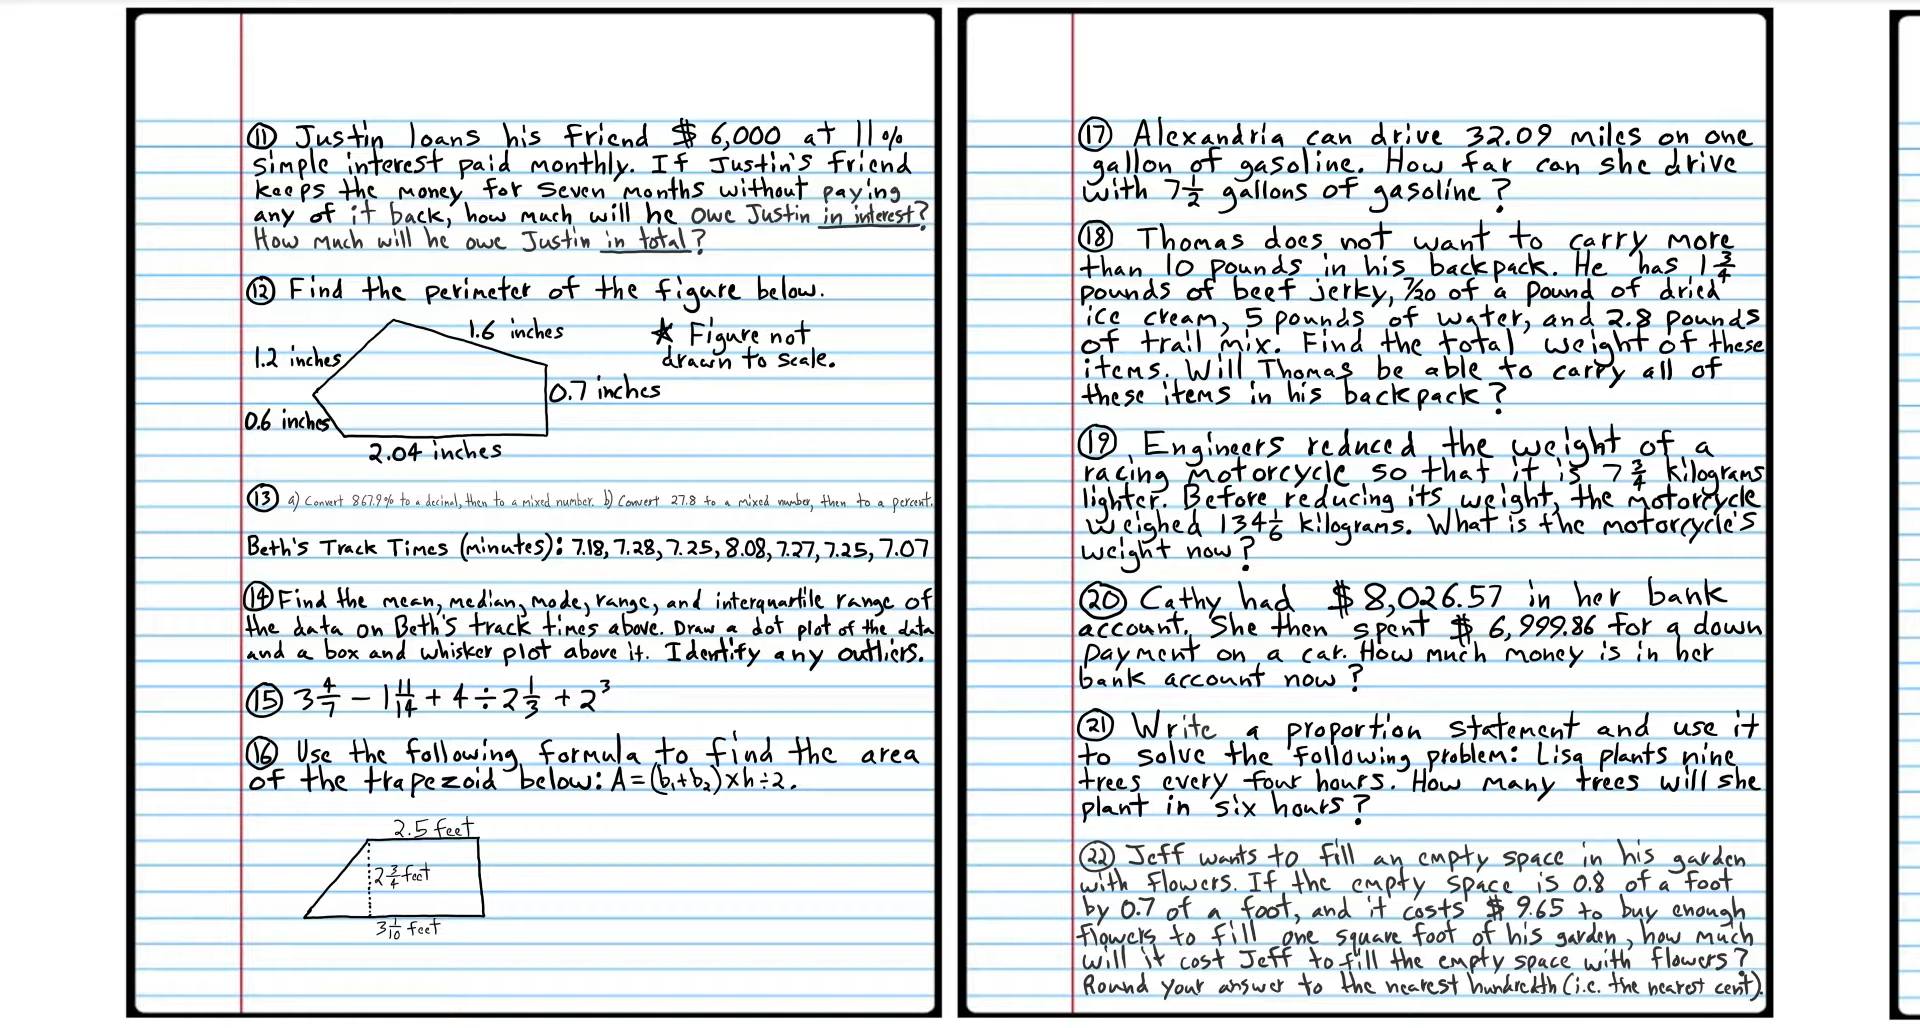 ⑪ Justin loans his friend $ 6,000 at 11%
simple interest paid monthly. If Justin's friend
keeps the money for seven months without paying
any of it back, how much will he owe Justin in interest?
How much will he owe Justin in total?
⑫ Find the perimeter of the figure below.
1.6 inches
★ Figure not
drawn to scale.
1.2 inches
0.7 inches
0.6 inches
2.04 inches
⑬ a) Convert 867.9% to a decimal, then to a mixed number. b) Convert 27.8 to a mixed number, then to a percent.
Beth's Track Times (minutes): 7.18, 7.28, 7.25, 8.08, 7.27, 7.25, 7.07
⑭ Find the mean, median, mode, range, and interquartile range of
the data on Beth's track times above. Draw a dot plot of the data
and a box and whisker plot above it. Identify any outliers.
⑮ 3 4/7 − 1 11/14 + 4 ÷ 2 1/3 + 2³
⑯ Use the following formula to find the area
of the trapezoid below: A = (b₁+b₂) × h ÷ 2.
2.5 feet
2 3/4 feet
3 1/10 feet
⑰ Alexandria can drive 32.09 miles on one
gallon of gasoline. How far can she drive
with 7 1/2 gallons of gasoline?
⑱ Thomas does not want to carry more
than 10 pounds in his backpack. He has 1 3/4
pounds of beef jerky, 7/20 of a pound of dried
ice cream, 5 pounds of water, and 2.8 pounds
of trail mix. Find the total weight of these
items. Will Thomas be able to carry all of
these items in his backpack?
⑲ Engineers reduced the weight of a
racing motorcycle so that it is 7 3/4 kilograms
lighter. Before reducing its weight, the motorcycle
weighed 134 1/6 kilograms. What is the motorcycle's
weight now?
⑳ Cathy had $ 8,026.57 in her bank
account. She then spent $ 6,999.86 for a down
payment on a car. How much money is in her
bank account now?
㉑ Write a proportion statement and use it
to solve the following problem: Lisa plants nine
trees every four hours. How many trees will she
plant in six hours?
㉒ Jeff wants to fill an empty space in his garden
with flowers. If the empty space is 0.8 of a foot
by 0.7 of a foot, and it costs $ 9.65 to buy enough
flowers to fill one square foot of his garden, how much
will it cost Jeff to fill the empty space with flowers?
Round your answer to the nearest hundredth (i.e. the nearest cent).